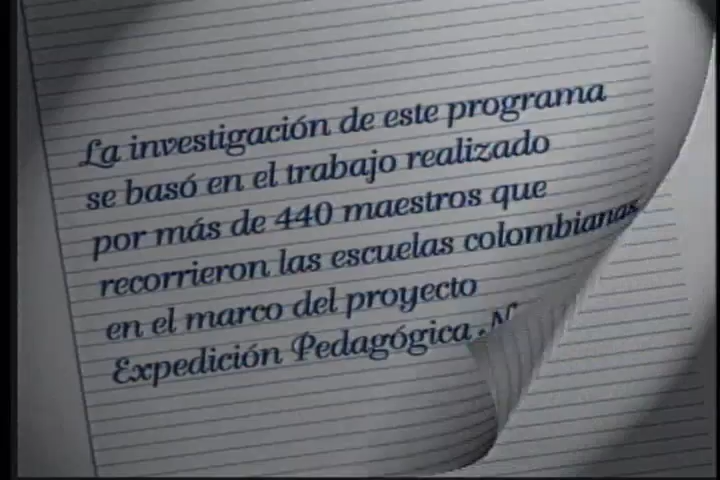 La investigación de este programa
se basó en el trabajo realizado
por más de 440 maestros que
recorrieron las escuelas colombianas
en el marco del proyecto
Expedición Pedagógica N